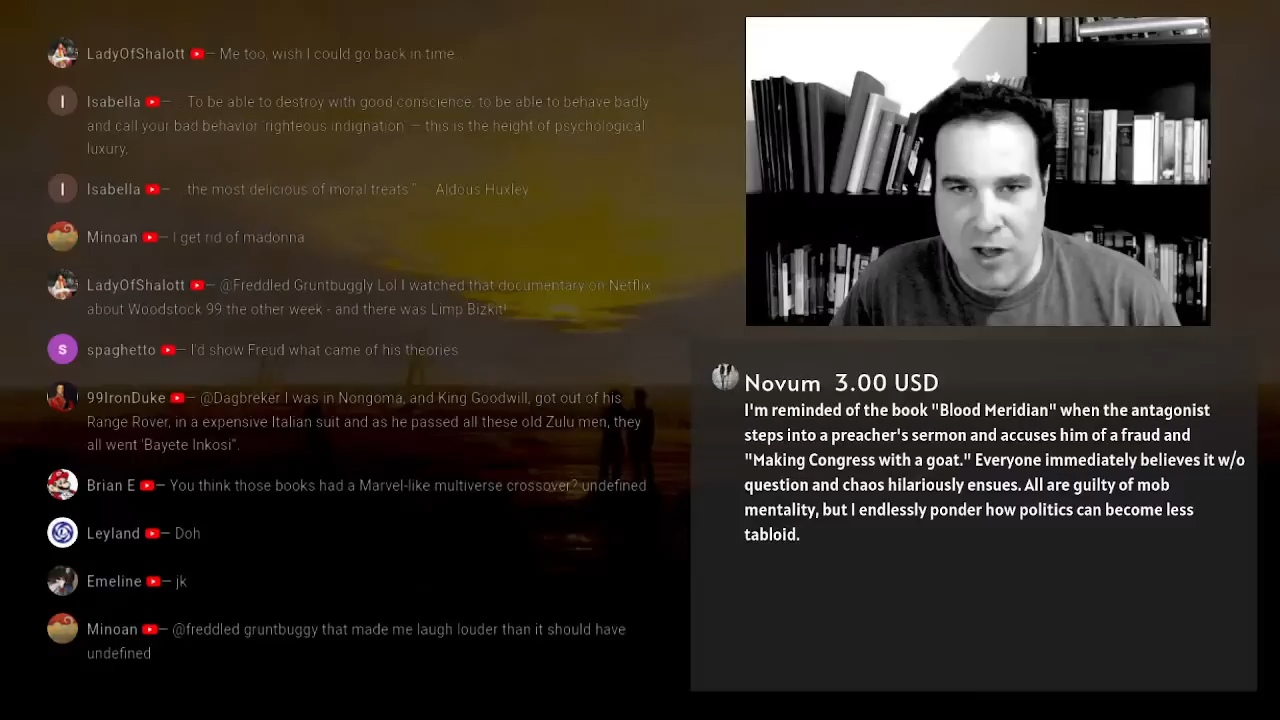 LadyOfShalott — Me too, wish I could go back in time
Isabella — To be able to destroy with good conscience, to be able to behave badly
and call your bad behavior 'righteous indignation' — this is the height of psychological
luxury,
Isabella — the most delicious of moral treats." Aldous Huxley
Minoan — I get rid of madonna
LadyOfShalott — @Freddled Gruntbuggly Lol I watched that documentary on Netflix
about Woodstock 99 the other week - and there was Limp Bizkit!
spaghetto — I'd show Freud what came of his theories
99IronDuke — @Dagbreker I was in Nongoma, and King Goodwill, got out of his
Range Rover, in a expensive Italian suit and as he passed all these old Zulu men, they
all went 'Bayete Inkosi".
Brian E — You think those books had a Marvel-like multiverse crossover? undefined
Leyland — Doh
Emeline — jk
Minoan — @freddled gruntbuggy that made me laugh louder than it should have
undefined
Novum 3.00 USD
I'm reminded of the book "Blood Meridian" when the antagonist
steps into a preacher's sermon and accuses him of a fraud and
"Making Congress with a goat." Everyone immediately believes it w/o
question and chaos hilariously ensues. All are guilty of mob
mentality, but I endlessly ponder how politics can become less
tabloid.